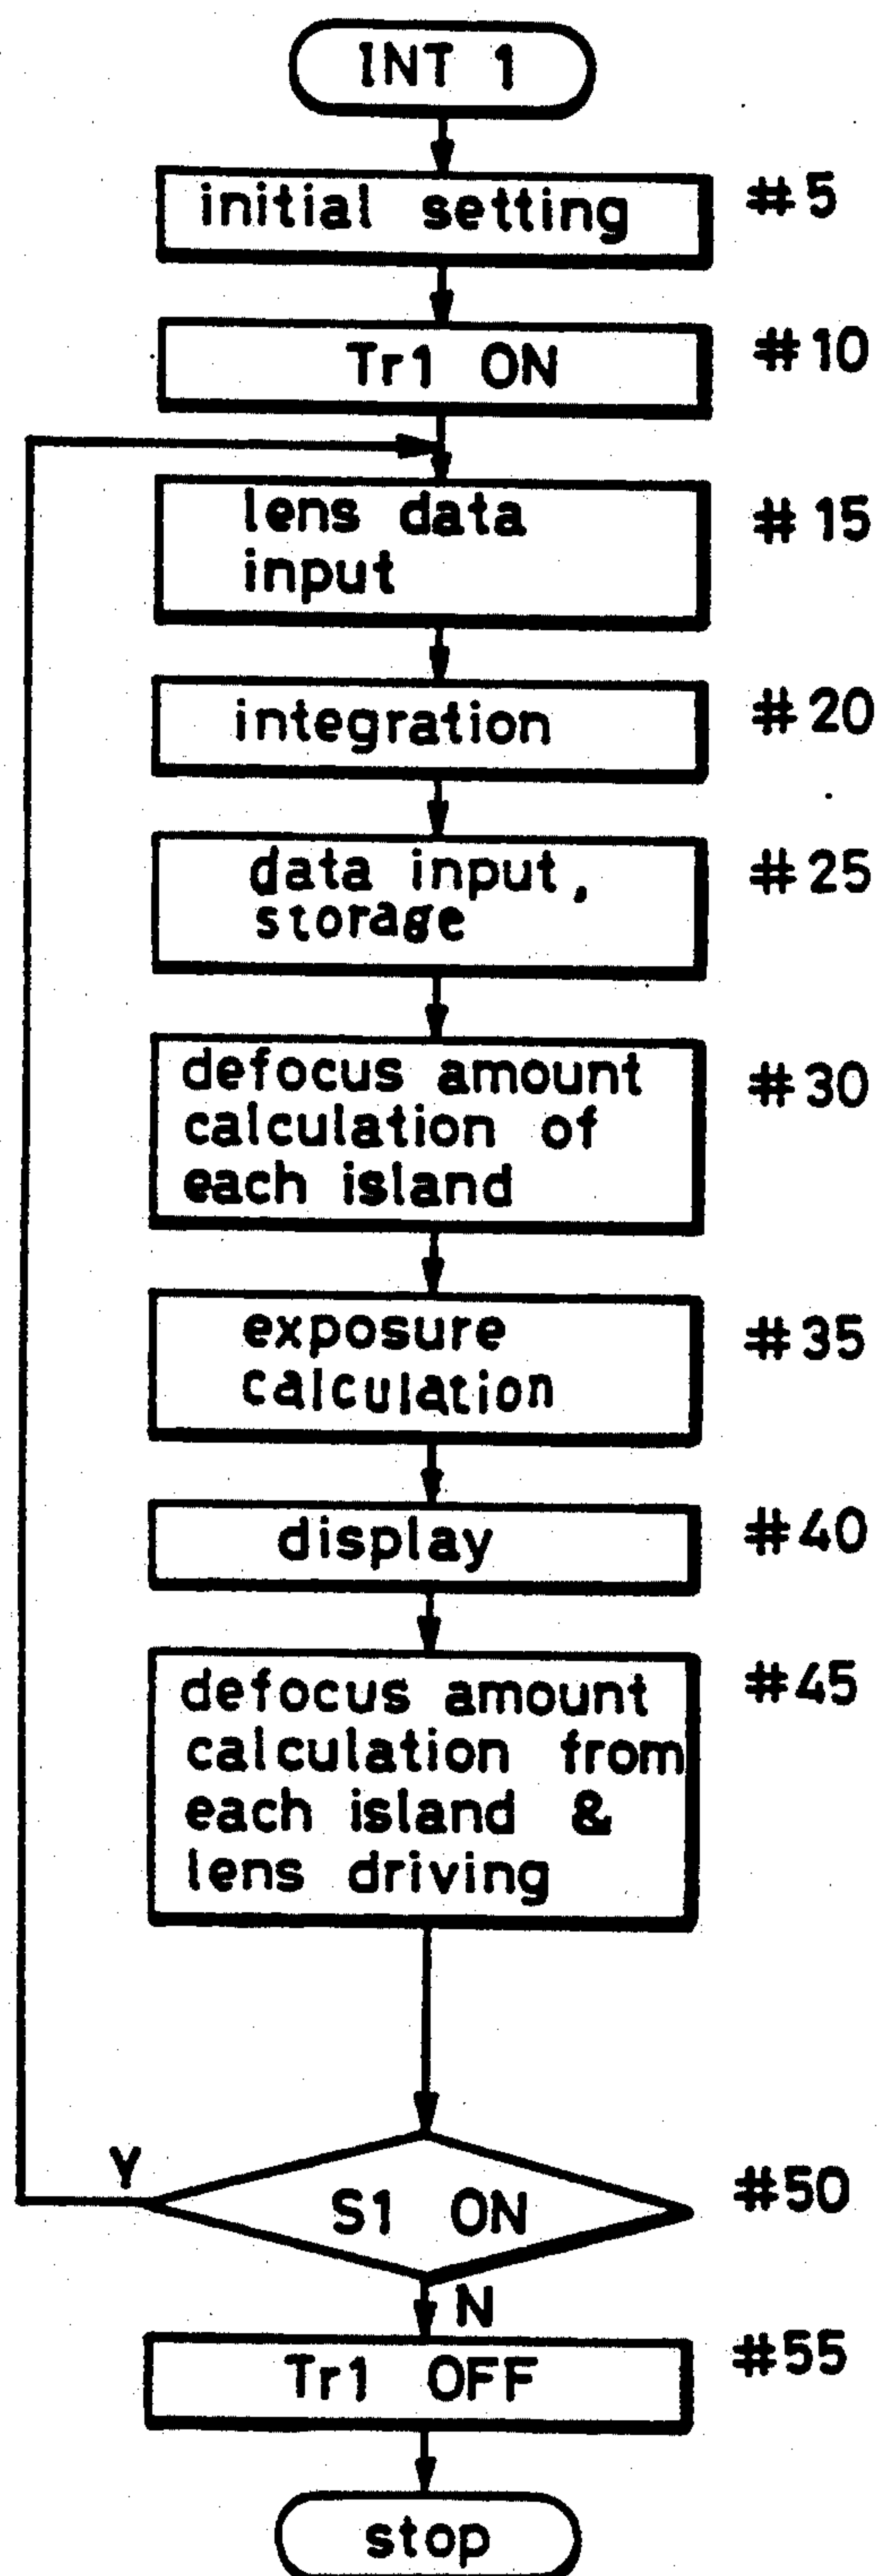 INT 1
initial setting #5
Tr1 ON #10
lens data #15
input
integration #20
data input, #25
storage
defocus amount #30
calculation of
each island
exposure #35
calculation
display #40
defocus amount #45
calculation from
each island &
lens driving
Y
S1 ON #50
N
Tr1 OFF #55
stop